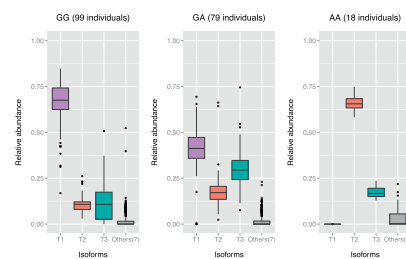 GG (99 individuals)
Relative abundance
1.00
0.75
0.50
0.25
0.00
T1 T2 T3 Others(7)
Isoforms
GA (79 individuals)
Relative abundance
1.00
0.75
0.50
0.25
0.00
T1 T2 T3 Others(7)
Isoforms
AA (18 individuals)
Relative abundance
1.00
0.75
0.50
0.25
0.00
T1 T2 T3 Others(7)
Isoforms